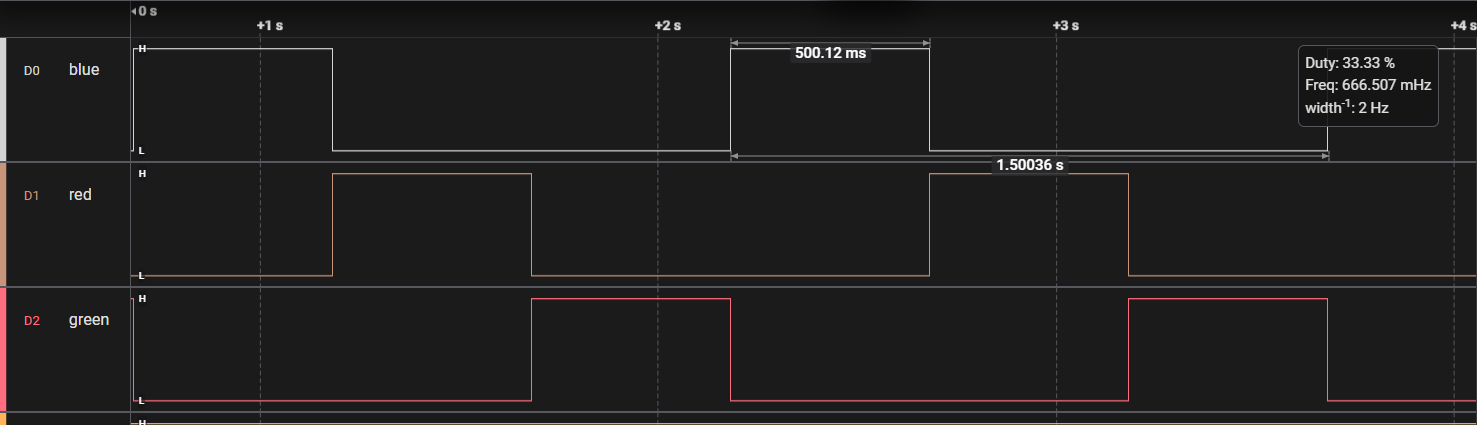 0 s
+1 s
+2 s
+3 s
+4 s
D0 blue
H
L
500.12 ms
1.50036 s
Duty: 33.33 %
Freq: 666.507 mHz
width-1: 2 Hz
D1 red
H
L
D2 green
H
L
H